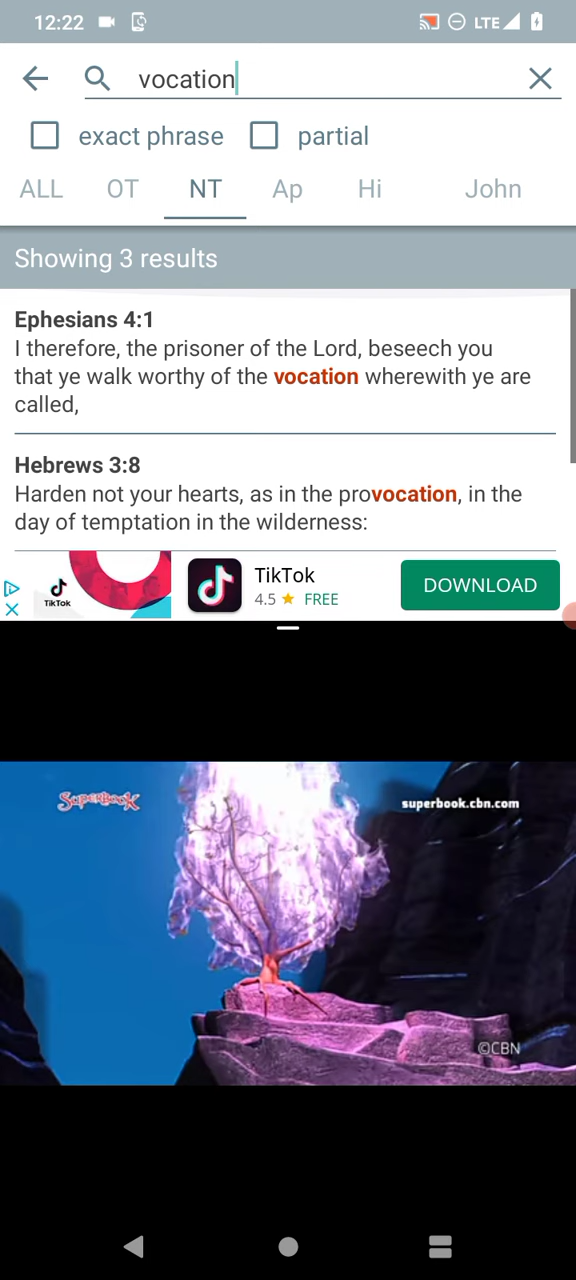 12:22 LTE
vocation
exact phrase partial
ALL OT NT Ap Hi John
Showing 3 results
Ephesians 4:1
I therefore, the prisoner of the Lord, beseech you
that ye walk worthy of the vocation wherewith ye are
called,
Hebrews 3:8
Harden not your hearts, as in the provocation, in the
day of temptation in the wilderness:
TikTok
TikTok
4.5 ★ FREE
DOWNLOAD
SUPERBOOK
superbook.cbn.com
©CBN